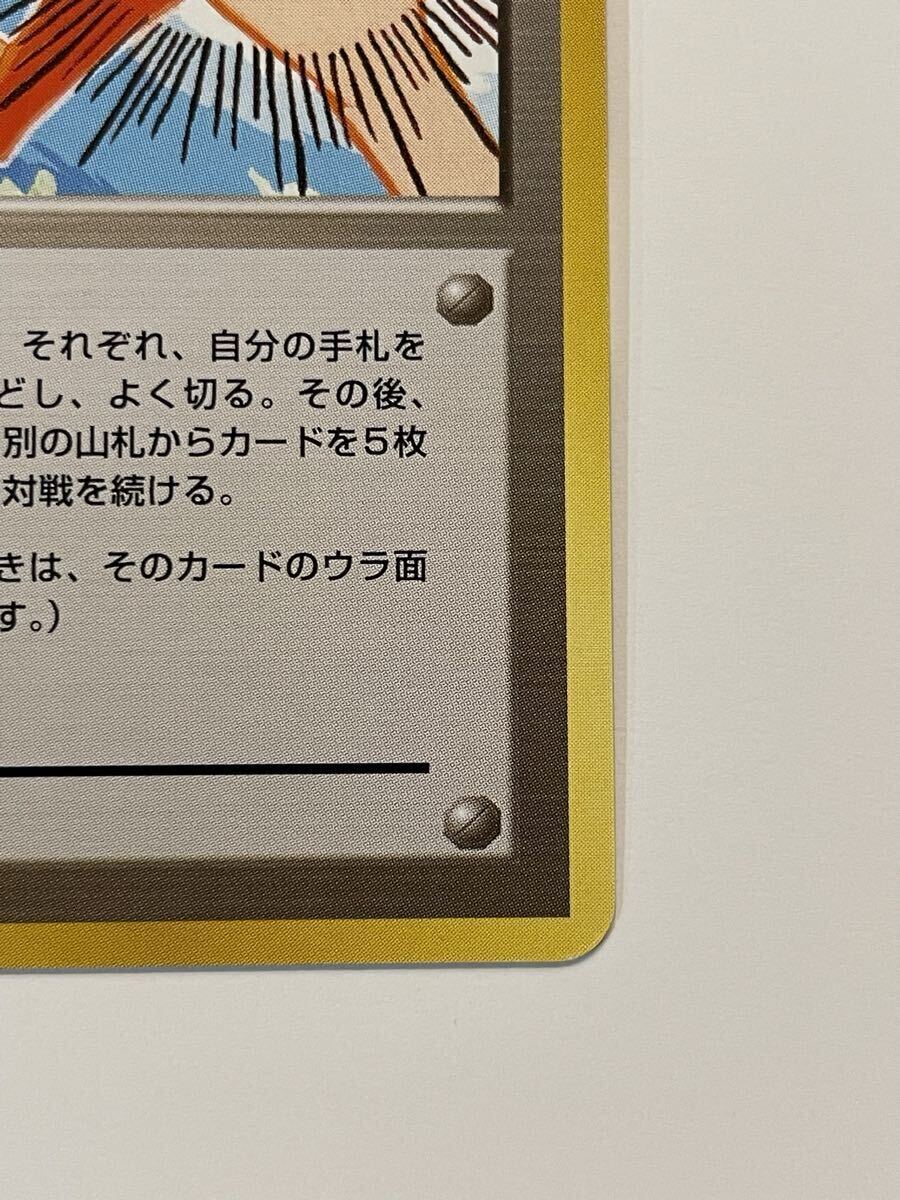 それぞれ、自分の手札を
どし、よく切る。その後、
別の山札からカードを5枚
対戦を続ける。
きは、そのカードのウラ面
す。)